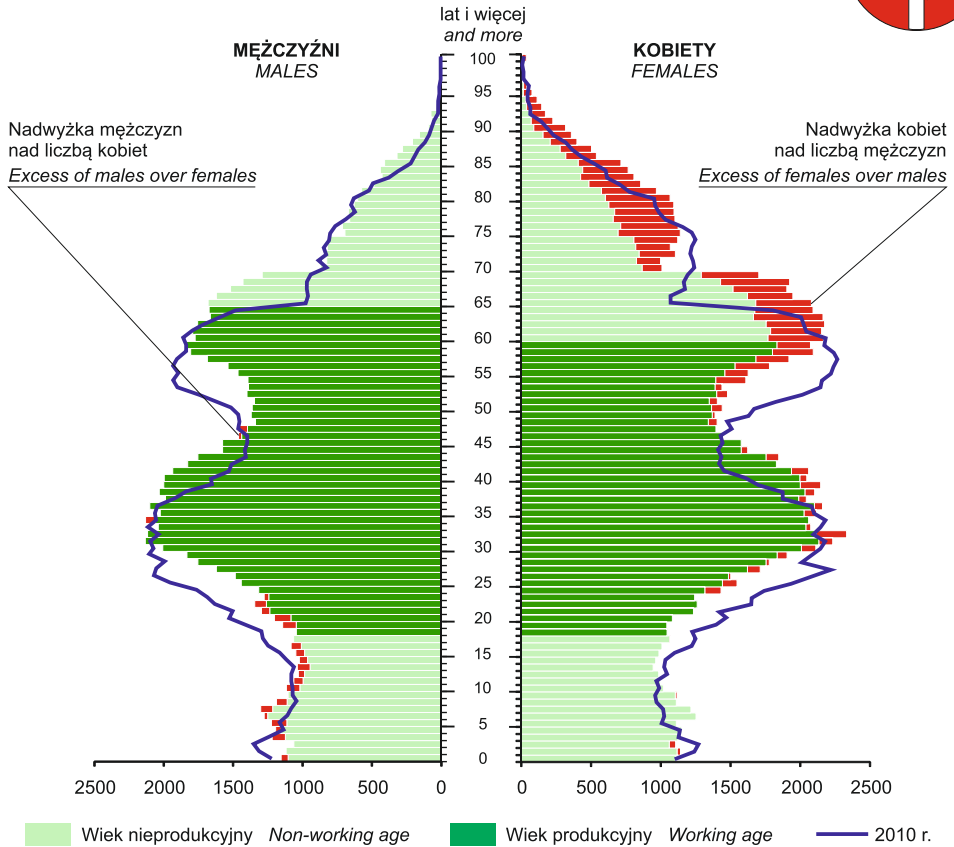 lat i więcej
and more
MĘŻCZYŹNI
MALES
KOBIETY
FEMALES
100
95
90
85
80
75
70
65
60
55
50
45
40
35
30
25
20
15
10
5
0
Nadwyżka mężczyzn
nad liczbą kobiet
Excess of males over females
Nadwyżka kobiet
nad liczbą mężczyzn
Excess of females over males
2500 2000 1500 1000 500 0 0 500 1000 1500 2000 2500
Wiek nieprodukcyjny Non-working age Wiek produkcyjny Working age 2010 r.